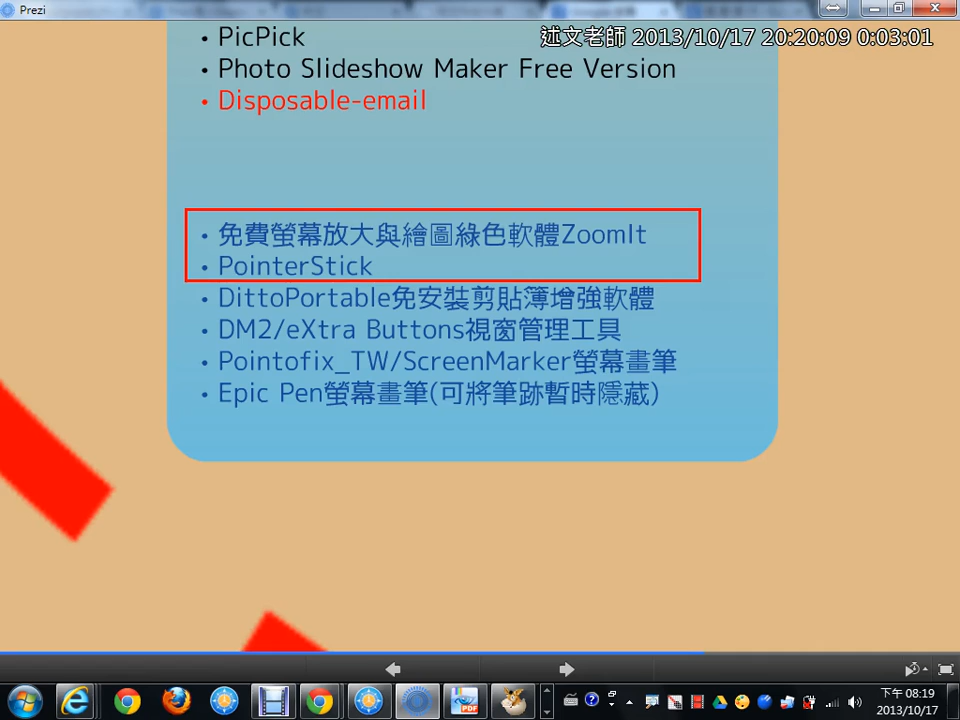 Prezi
述文老師 2013/10/17 20:20:09 0:03:01
• PicPick
• Photo Slideshow Maker Free Version
• Disposable-email
• 免費螢幕放大與繪圖綠色軟體ZoomIt
• PointerStick
• DittoPortable免安裝剪貼簿增強軟體
• DM2/eXtra Buttons視窗管理工具
• Pointofix_TW/ScreenMarker螢幕畫筆
• Epic Pen螢幕畫筆(可將筆跡暫時隱藏)
PDF
下午 08:19
2013/10/17